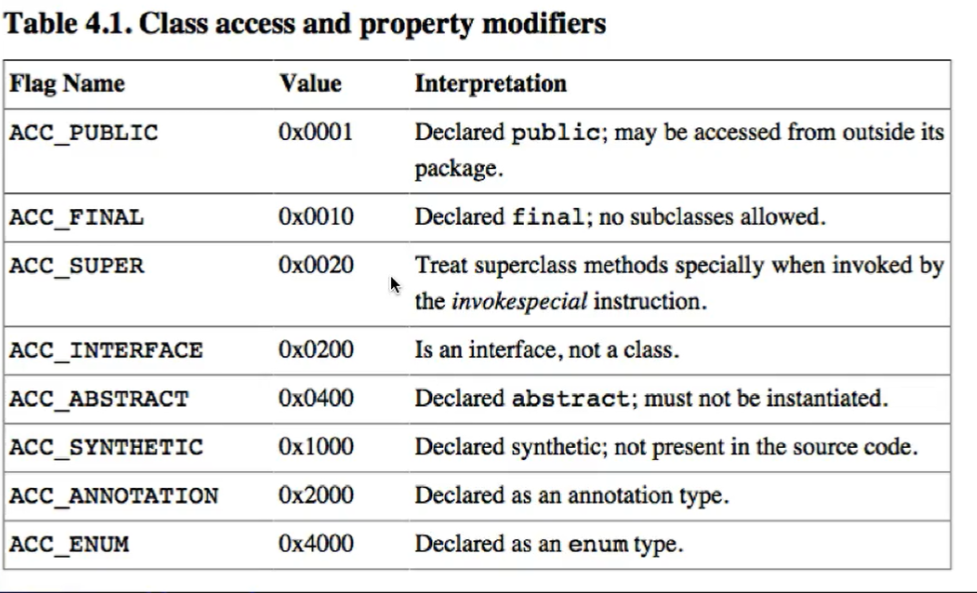 Table 4.1. Class access and property modifiers
Flag Name Value Interpretation
ACC_PUBLIC 0x0001 Declared public; may be accessed from outside its
package.
ACC_FINAL 0x0010 Declared final; no subclasses allowed.
ACC_SUPER 0x0020 Treat superclass methods specially when invoked by
the invokespecial instruction.
ACC_INTERFACE 0x0200 Is an interface, not a class.
ACC_ABSTRACT 0x0400 Declared abstract; must not be instantiated.
ACC_SYNTHETIC 0x1000 Declared synthetic; not present in the source code.
ACC_ANNOTATION 0x2000 Declared as an annotation type.
ACC_ENUM 0x4000 Declared as an enum type.